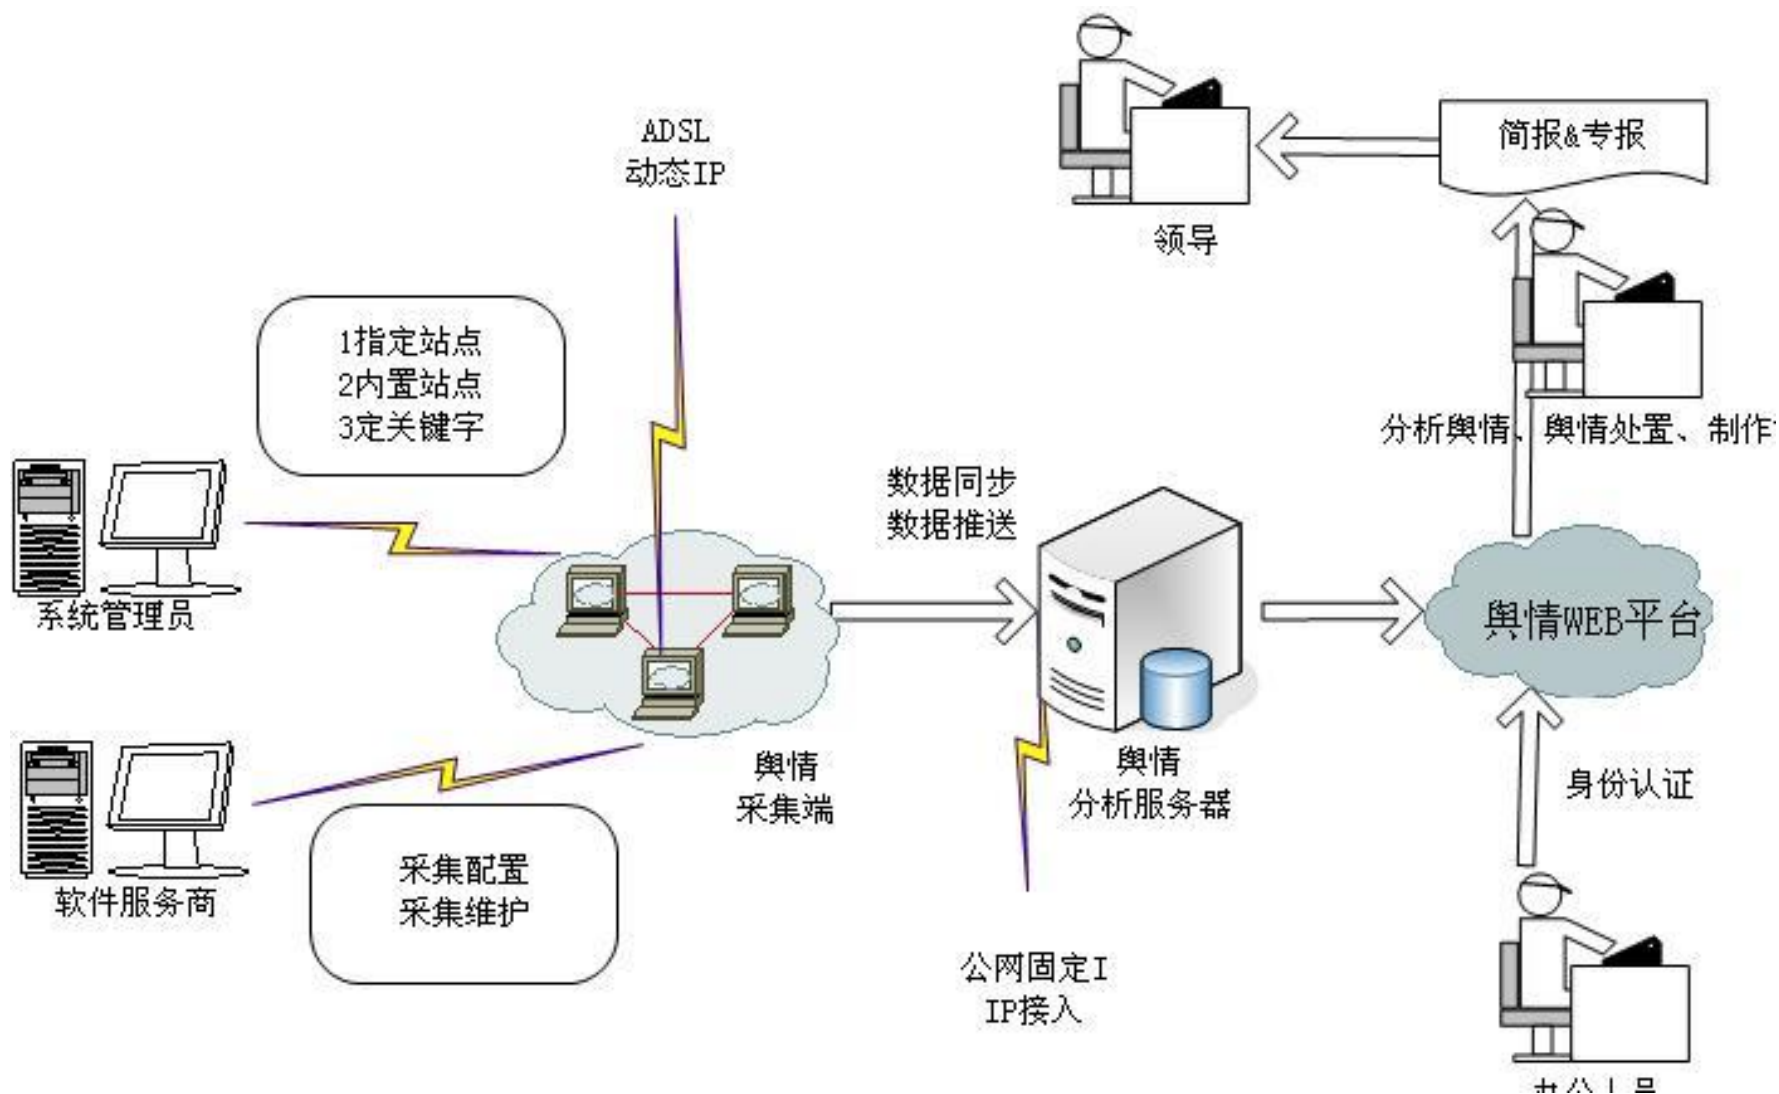 ADSL
动态IP
简报&专报
领导
1指定站点
2内置站点
3定关键字
分析舆情、舆情处置、制作
数据同步
数据推送
系统管理员
舆情WEB平台
舆情
采集端
舆情
分析服务器
身份认证
采集配置
采集维护
软件服务商
公网固定I
IP接入